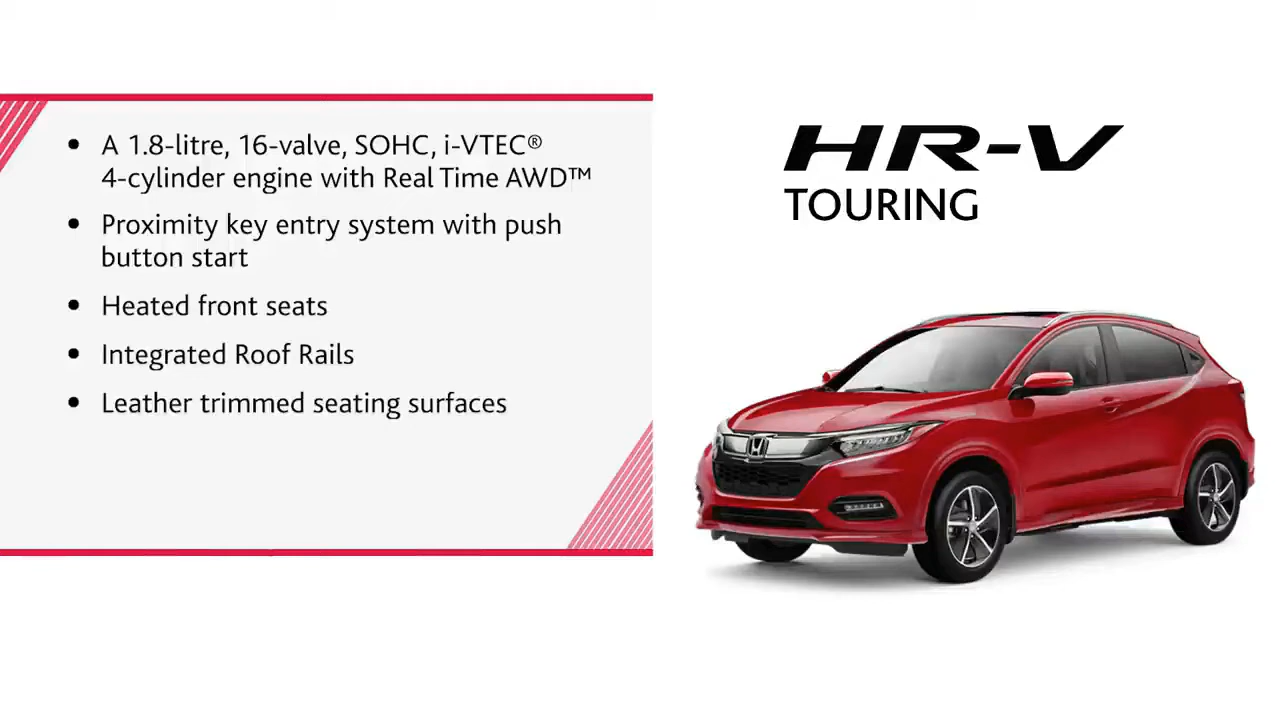 • A 1.8-litre, 16-valve, SOHC, i-VTEC®
4-cylinder engine with Real Time AWD™
• Proximity key entry system with push
button start
• Heated front seats
• Integrated Roof Rails
• Leather trimmed seating surfaces
HR-V
TOURING